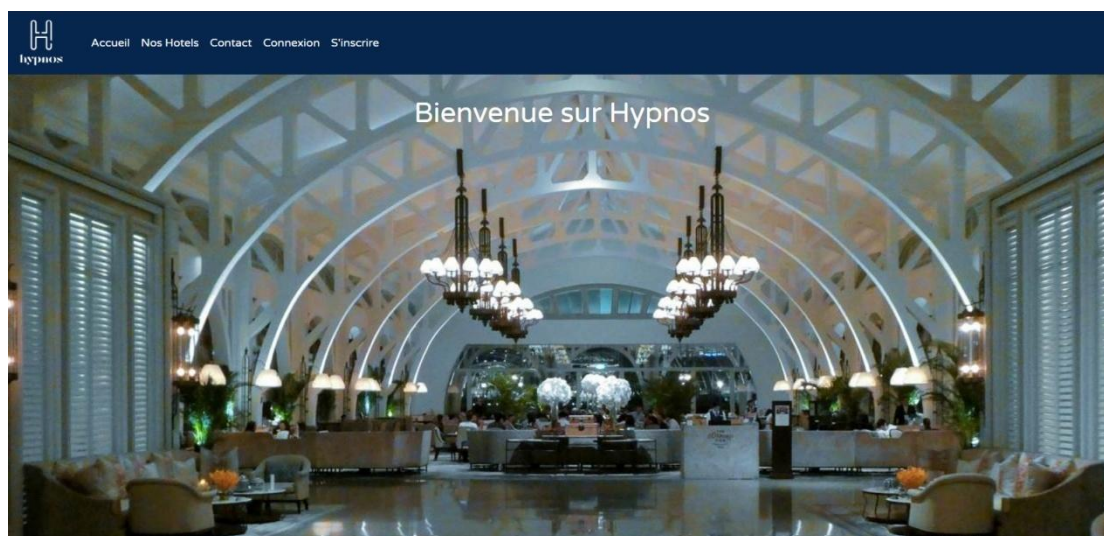 hypnos
Accueil Nos Hotels Contact Connexion S'inscrire
Bienvenue sur Hypnos